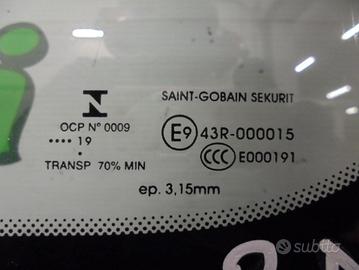 N
SAINT-GOBAIN SEKURIT
OCP Nº 0009
E9 43R-000015
..... 19 .
CCC E000191
TRANSP 70% MIN
ep. 3,15mm
subito